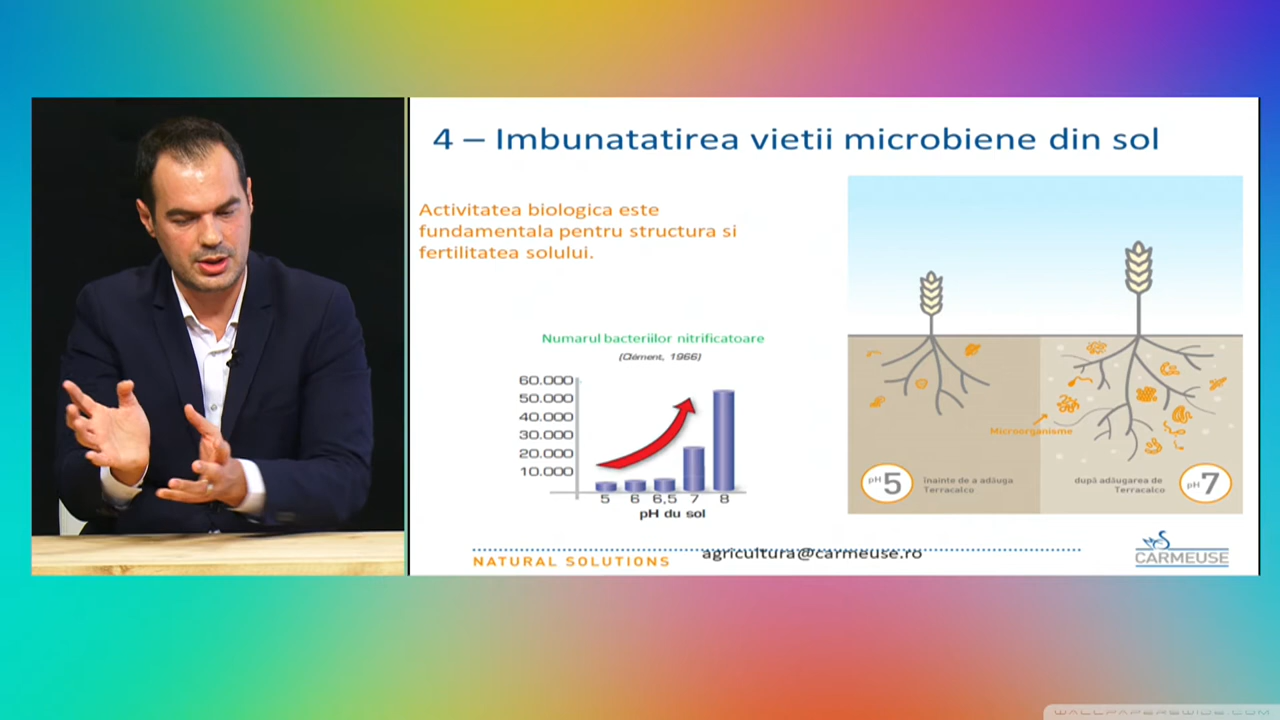 4 – Imbunatatirea vietii microbiene din sol
Activitatea biologica este
fundamentala pentru structura si
fertilitatea solului.
Numarul bacteriilor nitrificatoare
(Clément, 1966)
60.000
50.000
40.000
30.000
20.000
10.000
5 6 6,5 7 8
pH du sol
Microorganisme
pH 5
înainte de a adăuga
Terracalco
după adăugarea de
Terracalco
pH 7
NATURAL SOLUTIONS
agricultura@carmeuse.ro
CARMEUSE
WALLPAPERSWIDE.COM